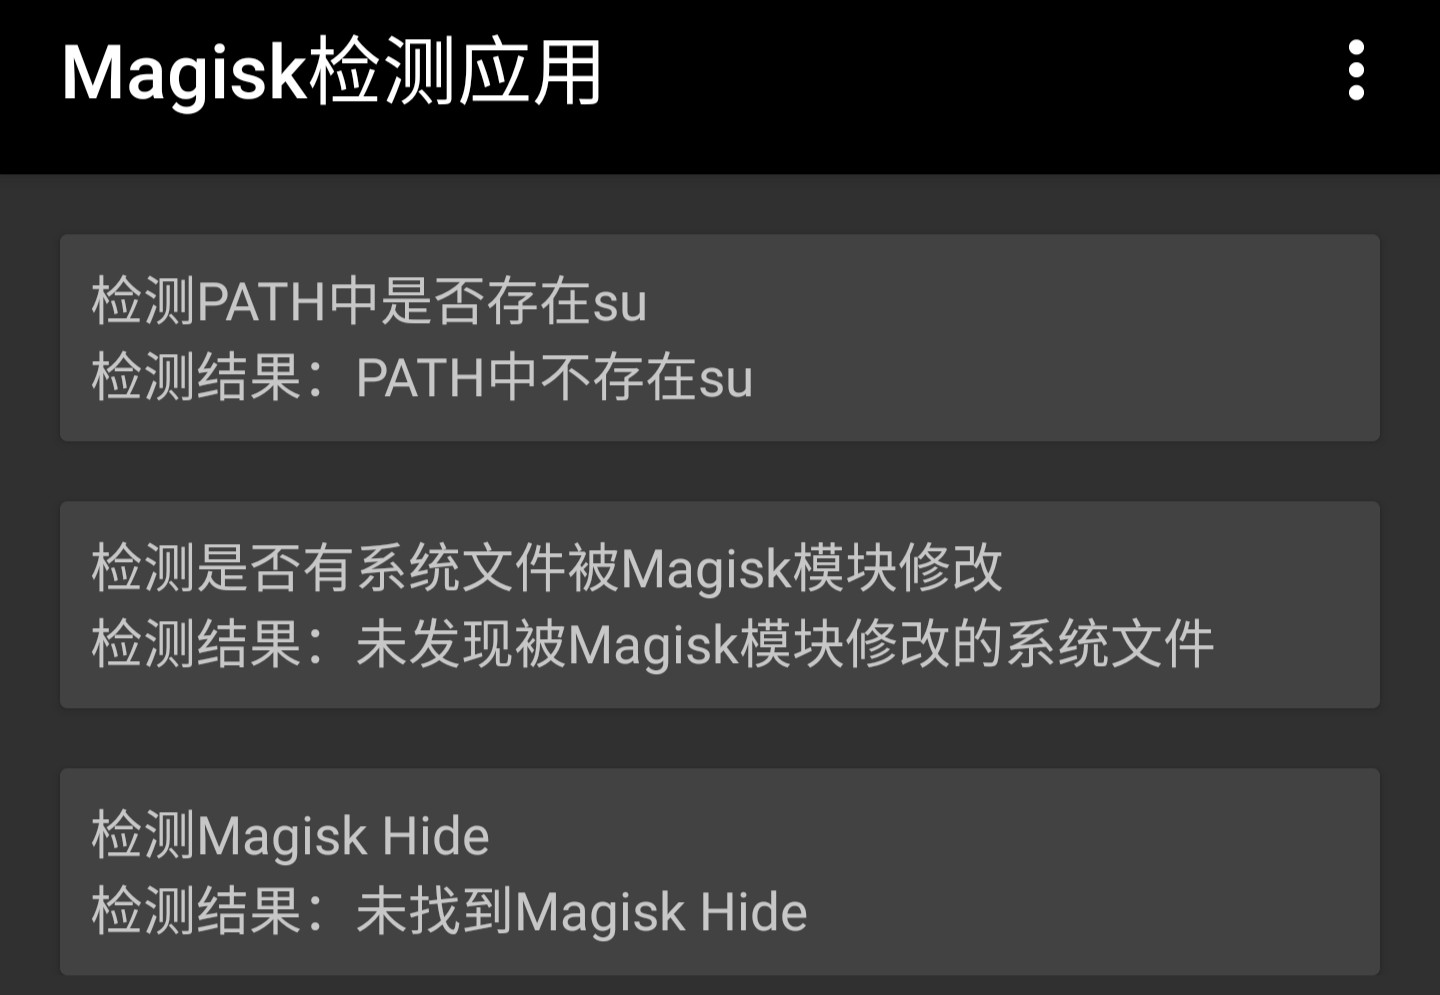 Magisk检测应用
检测PATH中是否存在su
检测结果：PATH中不存在su
检测是否有系统文件被Magisk模块修改
检测结果：未发现被Magisk模块修改的系统文件
检测Magisk Hide
检测结果：未找到Magisk Hide